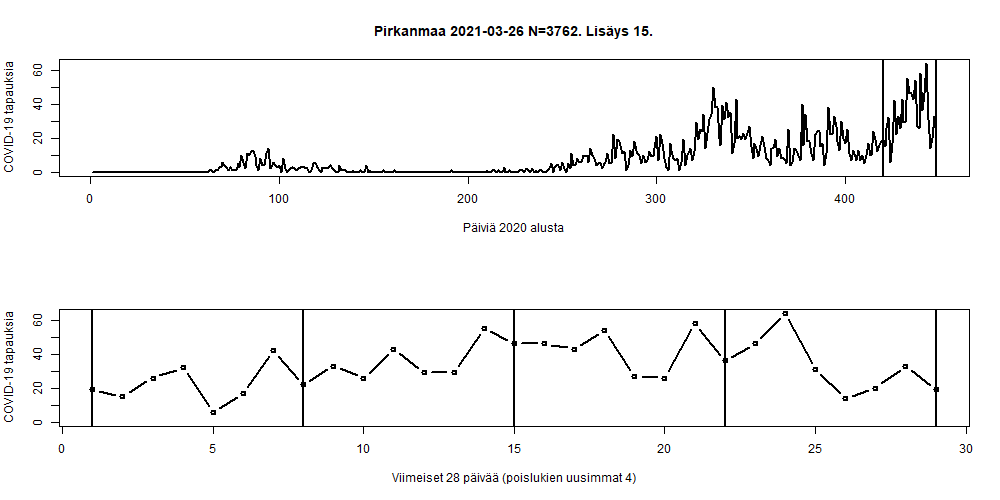 Pirkanmaa 2021-03-26 N=3762. Lisäys 15.
COVID-19 tapauksia
0 20 40 60
0 100 200 300 400
Päiviä 2020 alusta
COVID-19 tapauksia
0 20 40 60
0 5 10 15 20 25 30
Viimeiset 28 päivää (poislukien uusimmat 4)